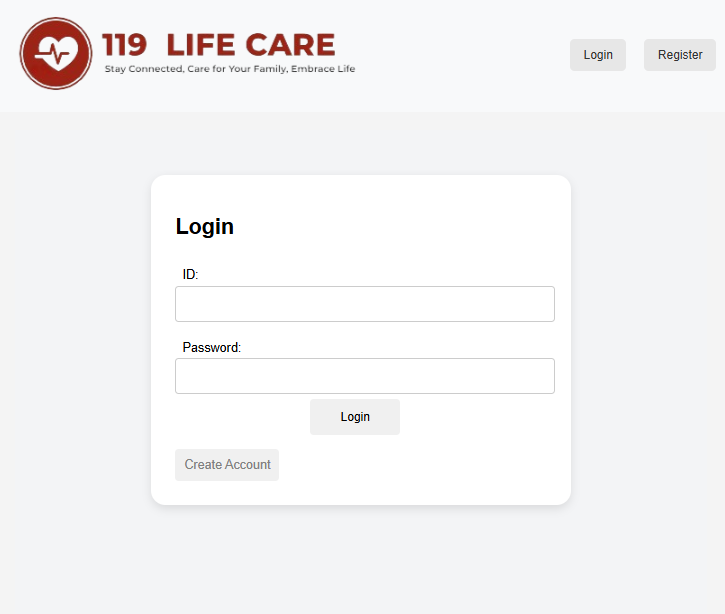 119 LIFE CARE
Stay Connected, Care for Your Family, Embrace Life
Login
Register
Login
ID:
Password:
Login
Create Account